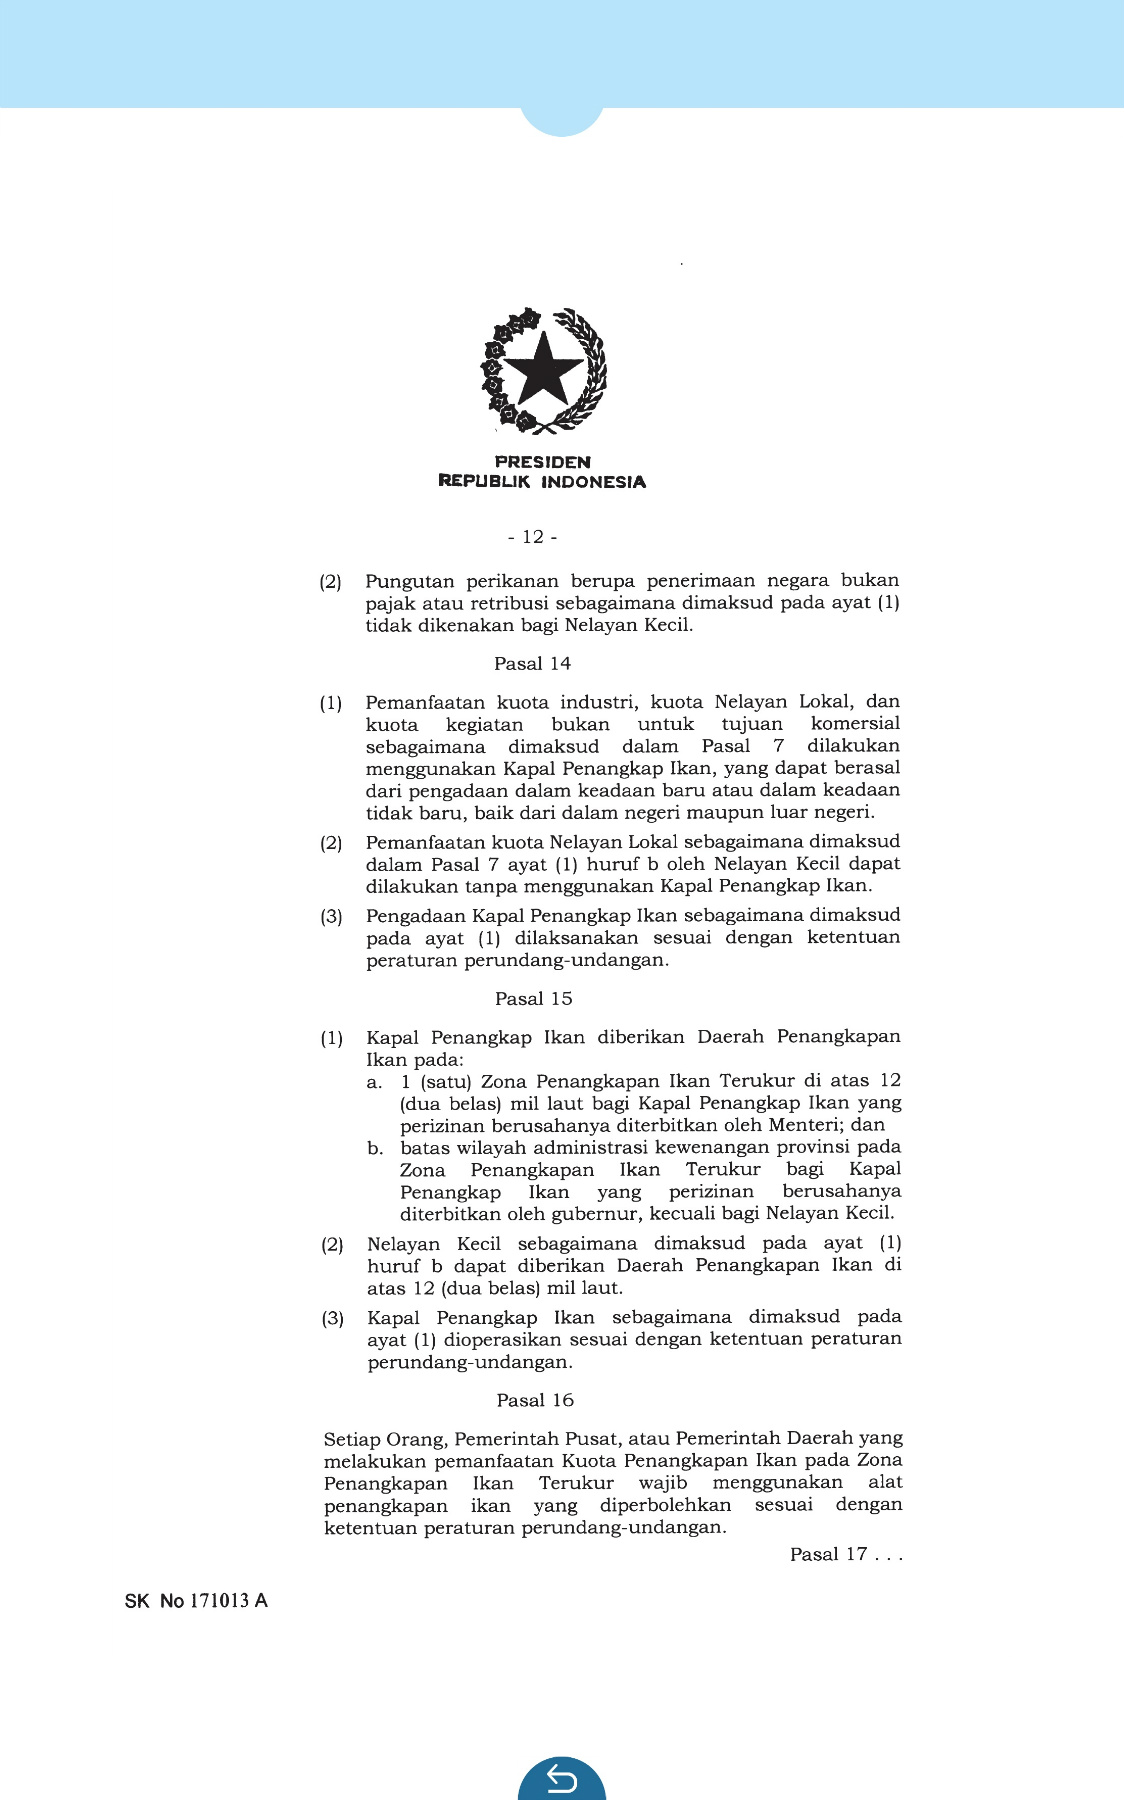 PRESIDEN
REPUBLIK INDONESIA
- 12 -
(2) Pungutan perikanan berupa penerimaan negara bukan
pajak atau retribusi sebagaimana dimaksud pada ayat (1)
tidak dikenakan bagi Nelayan Kecil.
Pasal 14
(1) Pemanfaatan kuota industri, kuota Nelayan Lokal, dan
kuota kegiatan bukan untuk tujuan komersial
sebagaimana dimaksud dalam Pasal 7 dilakukan
menggunakan Kapal Penangkap Ikan, yang dapat berasal
dari pengadaan dalam keadaan baru atau dalam keadaan
tidak baru, baik dari dalam negeri maupun luar negeri.
(2) Pemanfaatan kuota Nelayan Lokal sebagaimana dimaksud
dalam Pasal 7 ayat (1) huruf b oleh Nelayan Kecil dapat
dilakukan tanpa menggunakan Kapal Penangkap Ikan.
(3) Pengadaan Kapal Penangkap Ikan sebagaimana dimaksud
pada ayat (1) dilaksanakan sesuai dengan ketentuan
peraturan perundang-undangan.
Pasal 15
(1) Kapal Penangkap Ikan diberikan Daerah Penangkapan
Ikan pada:
a. 1 (satu) Zona Penangkapan Ikan Terukur di atas 12
(dua belas) mil laut bagi Kapal Penangkap Ikan yang
perizinan berusahanya diterbitkan oleh Menteri; dan
b. batas wilayah administrasi kewenangan provinsi pada
Zona Penangkapan Ikan Terukur bagi Kapal
Penangkap Ikan yang perizinan berusahanya
diterbitkan oleh gubernur, kecuali bagi Nelayan Kecil.
(2) Nelayan Kecil sebagaimana dimaksud pada ayat (1)
huruf b dapat diberikan Daerah Penangkapan Ikan di
atas 12 (dua belas) mil laut.
(3) Kapal Penangkap Ikan sebagaimana dimaksud pada
ayat (1) dioperasikan sesuai dengan ketentuan peraturan
perundang-undangan.
Pasal 16
Setiap Orang, Pemerintah Pusat, atau Pemerintah Daerah yang
melakukan pemanfaatan Kuota Penangkapan Ikan pada Zona
Penangkapan Ikan Terukur wajib menggunakan alat
penangkapan ikan yang diperbolehkan sesuai dengan
ketentuan peraturan perundang-undangan.
Pasal 17 . . .
SK No 171013 A